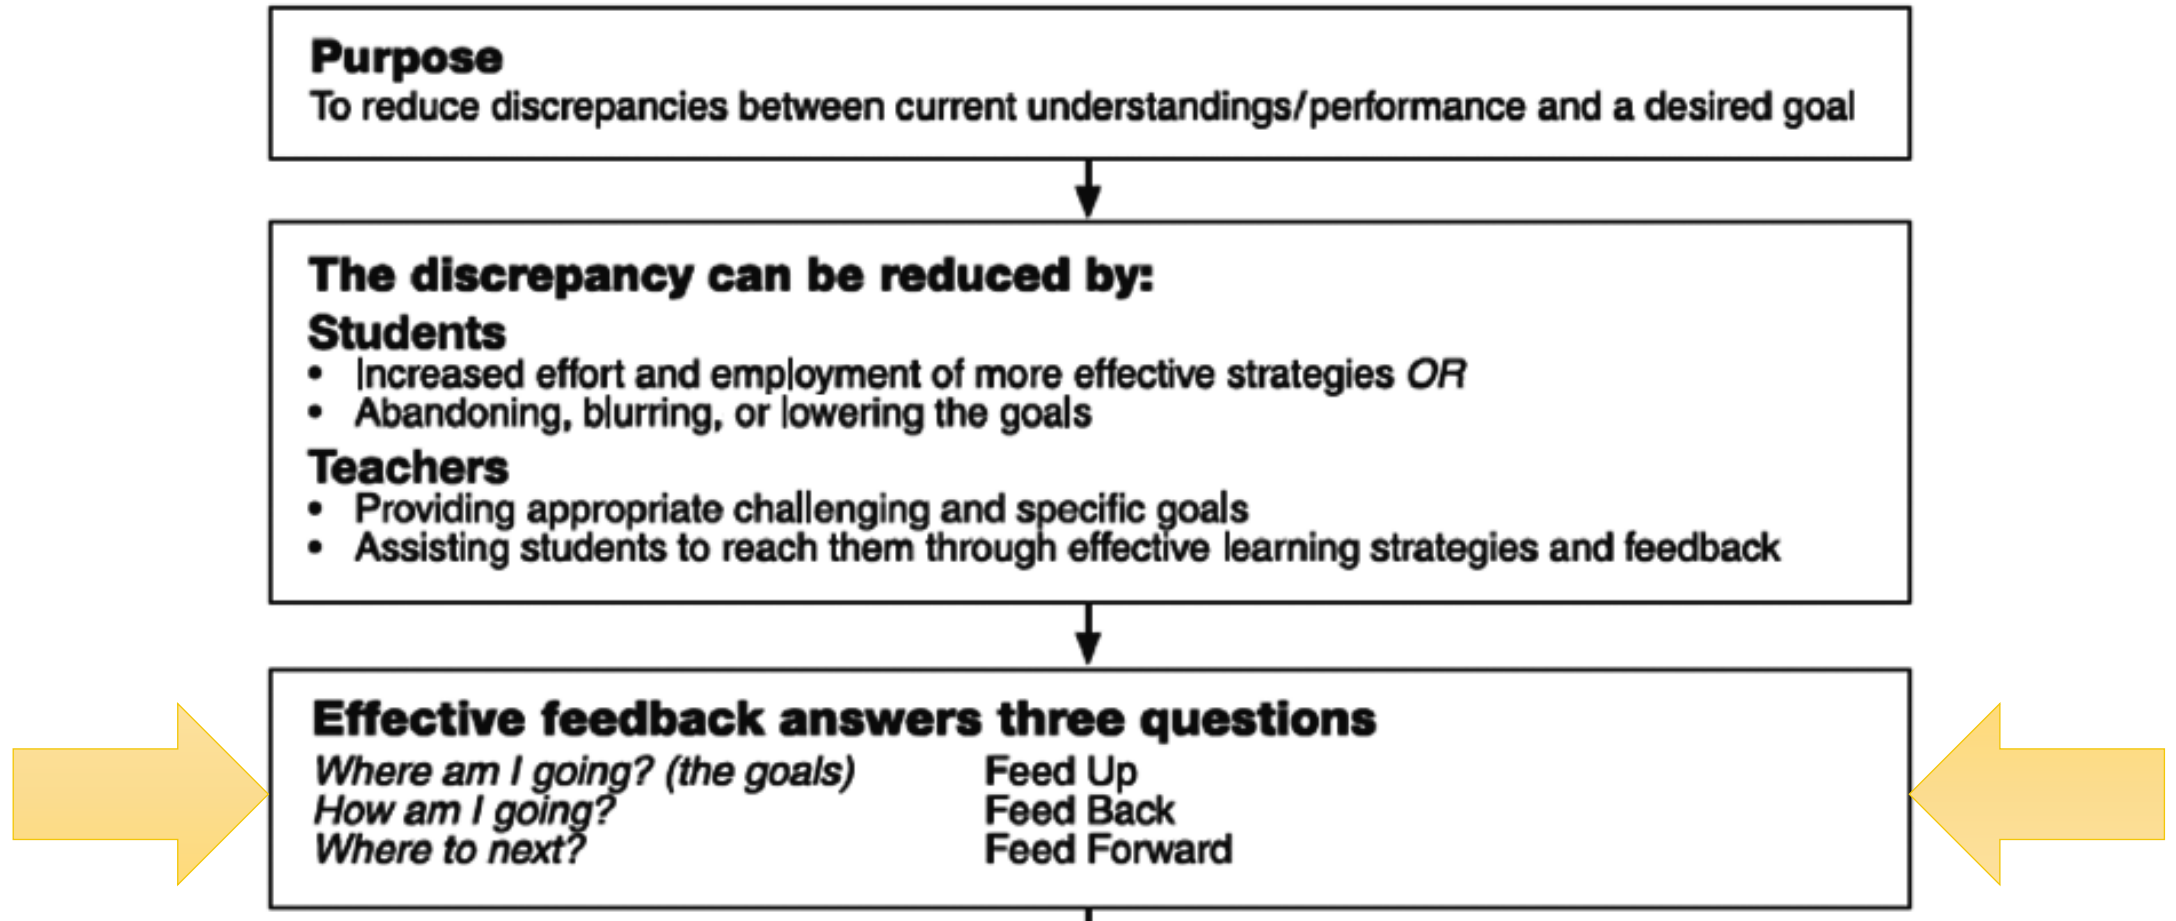 Purpose
To reduce discrepancies between current understandings/performance and a desired goal
The discrepancy can be reduced by:
Students
• Increased effort and employment of more effective strategies OR
• Abandoning, blurring, or lowering the goals
Teachers
• Providing appropriate challenging and specific goals
• Assisting students to reach them through effective learning strategies and feedback
Effective feedback answers three questions
Where am I going? (the goals) Feed Up
How am I going? Feed Back
Where to next? Feed Forward